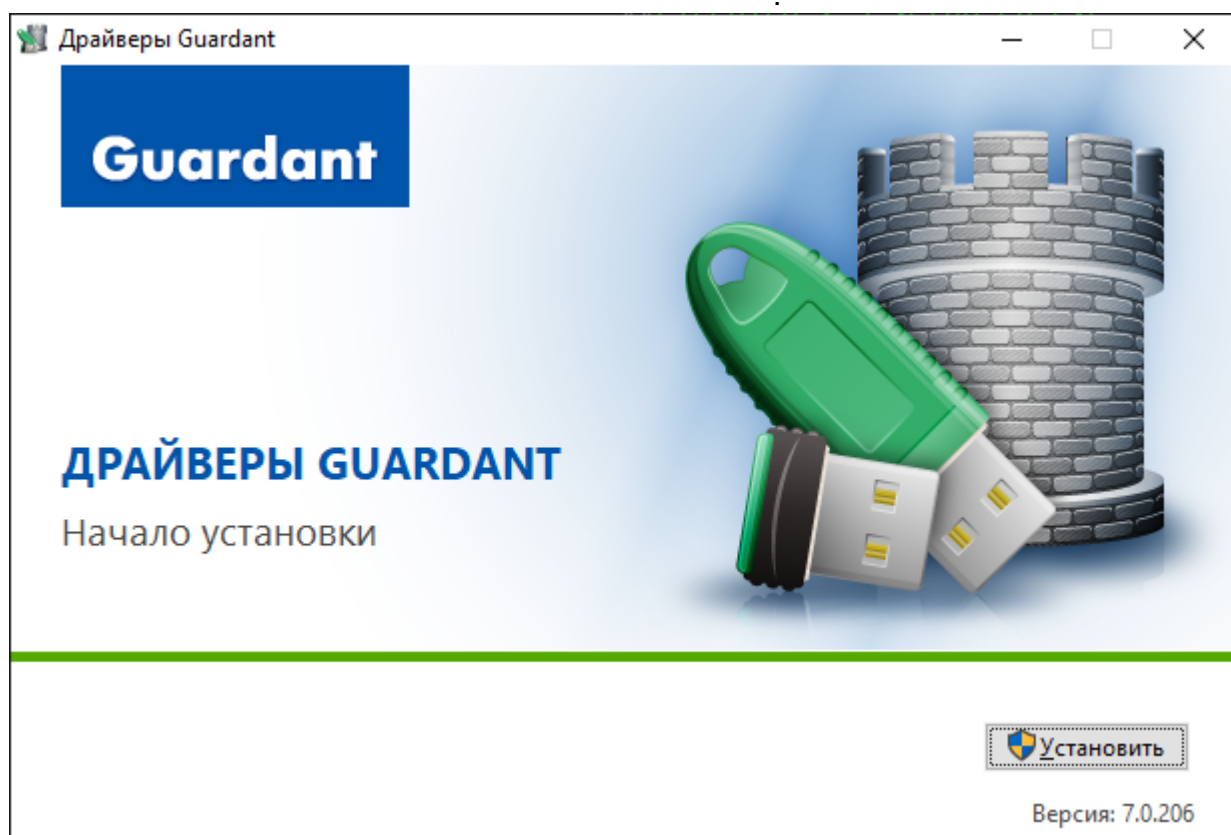 Драйверы Guardant
Guardant
ДРАЙВЕРЫ GUARDANT
Начало установки
Установить
Версия: 7.0.206